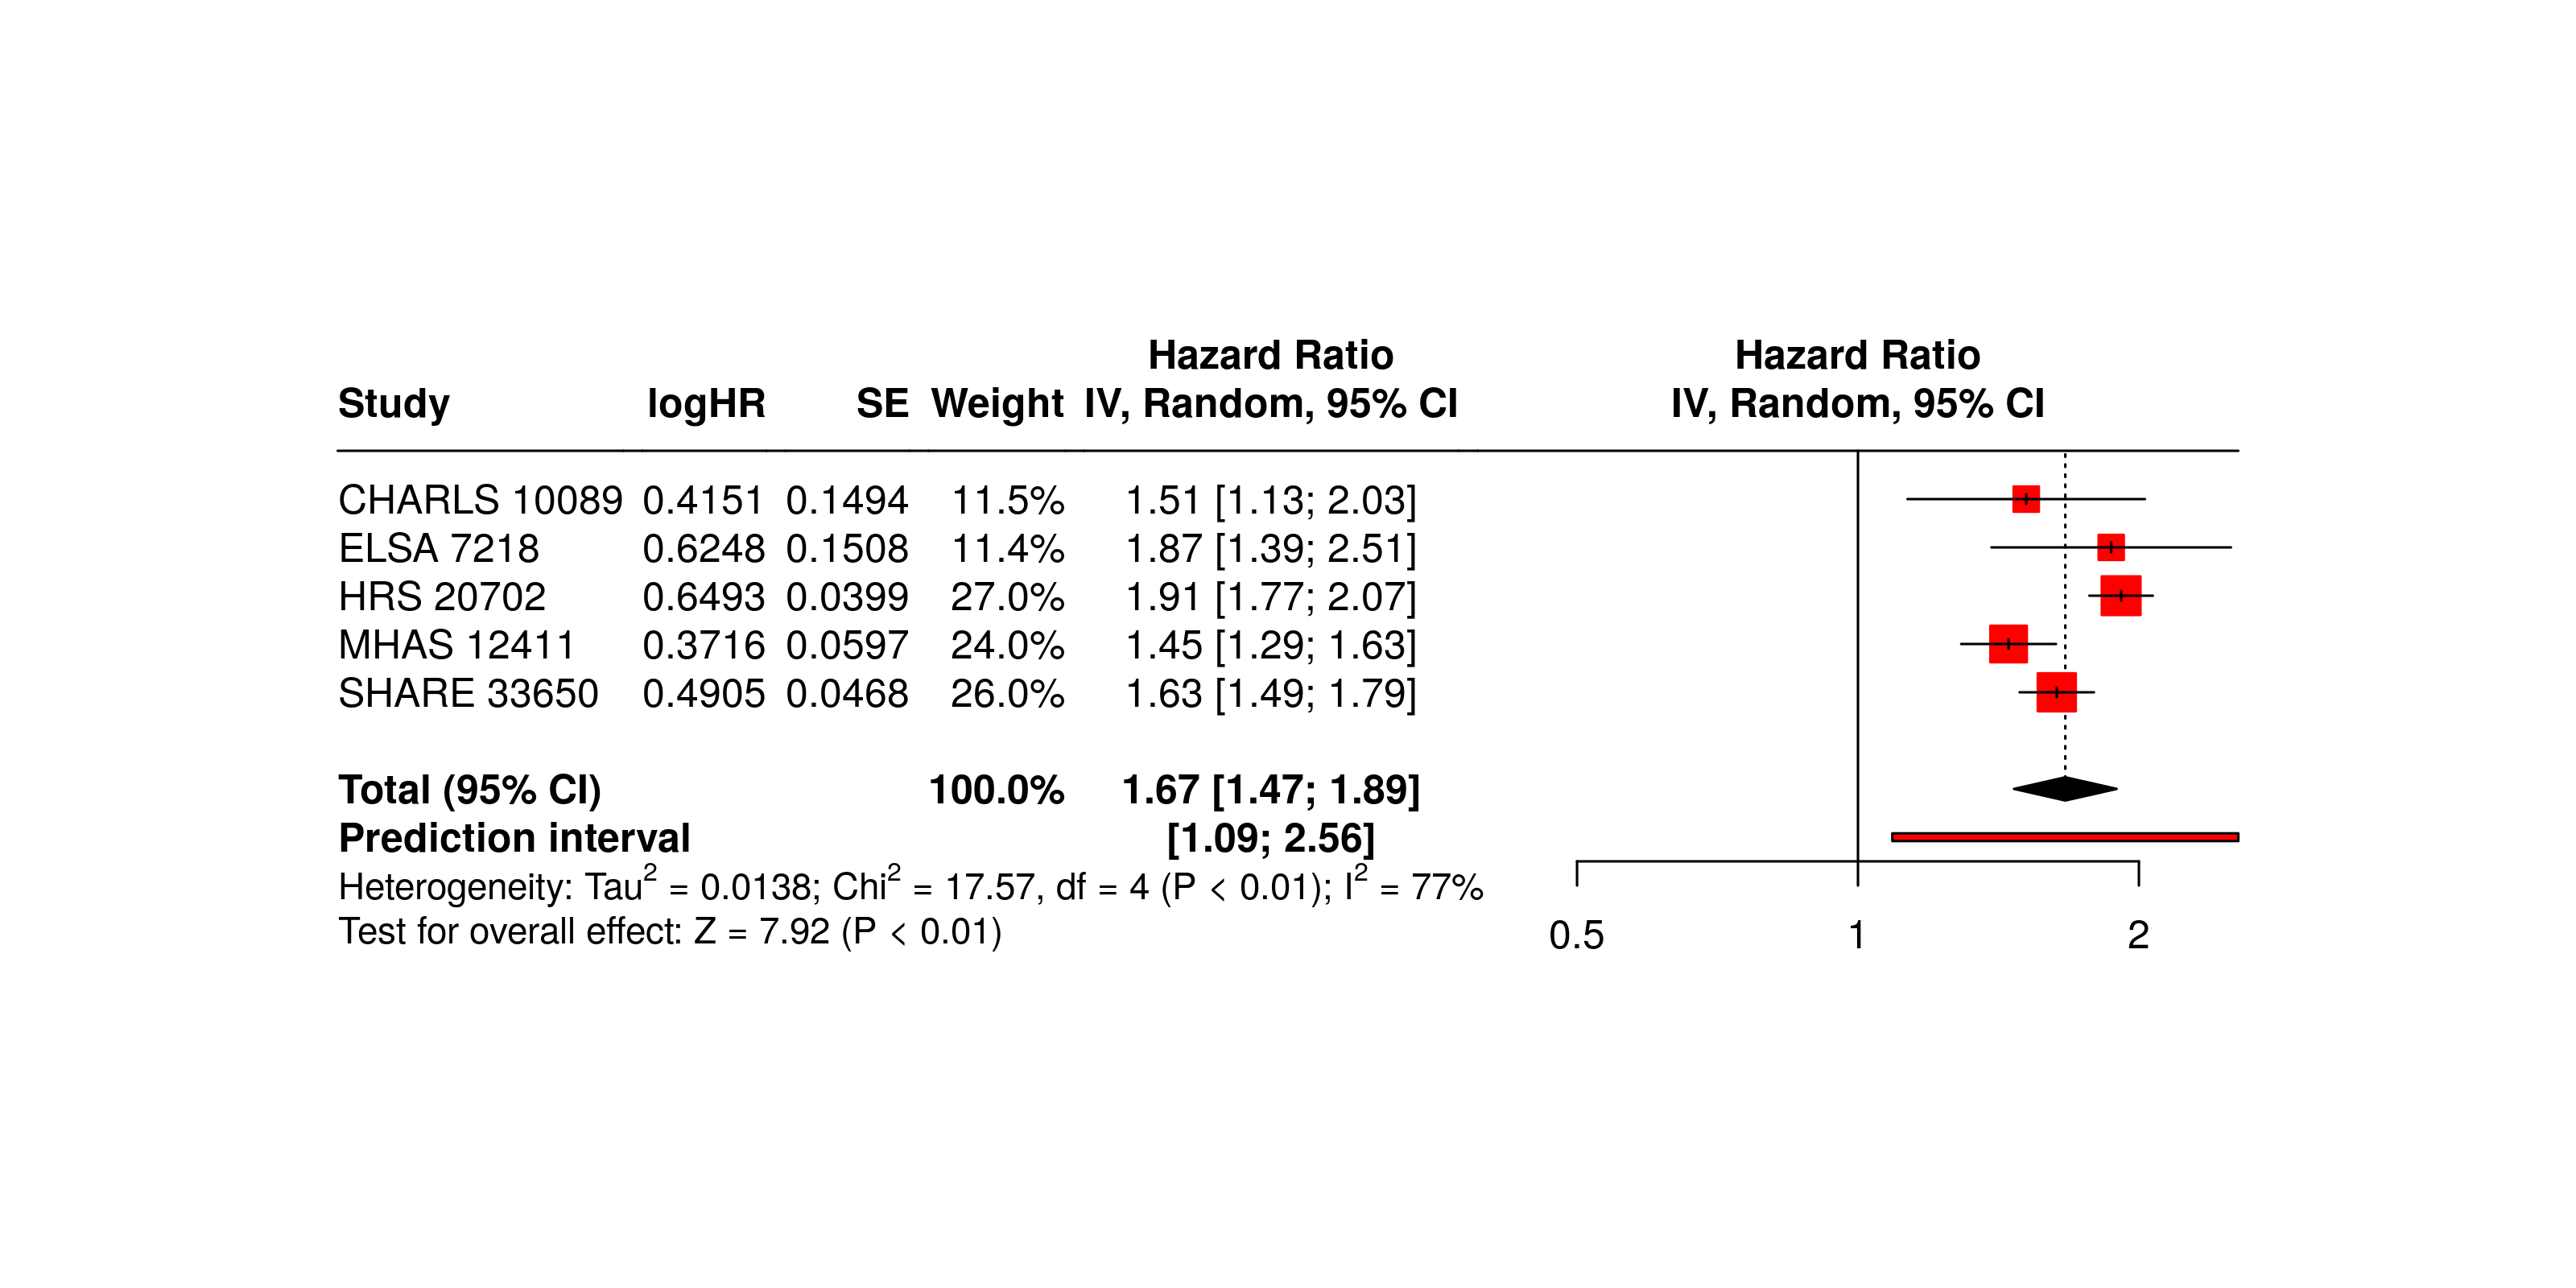 Hazard Ratio Hazard Ratio
Study logHR SE Weight IV, Random, 95% CI IV, Random, 95% CI
CHARLS 10089 0.4151 0.1494 11.5% 1.51 [1.13; 2.03]
ELSA 7218 0.6248 0.1508 11.4% 1.87 [1.39; 2.51]
HRS 20702 0.6493 0.0399 27.0% 1.91 [1.77; 2.07]
MHAS 12411 0.3716 0.0597 24.0% 1.45 [1.29; 1.63]
SHARE 33650 0.4905 0.0468 26.0% 1.63 [1.49; 1.79]
Total (95% CI) 100.0% 1.67 [1.47; 1.89]
Prediction interval [1.09; 2.56]
Heterogeneity: Tau² = 0.0138; Chi² = 17.57, df = 4 (P < 0.01); I² = 77%
Test for overall effect: Z = 7.92 (P < 0.01)
0.5 1 2